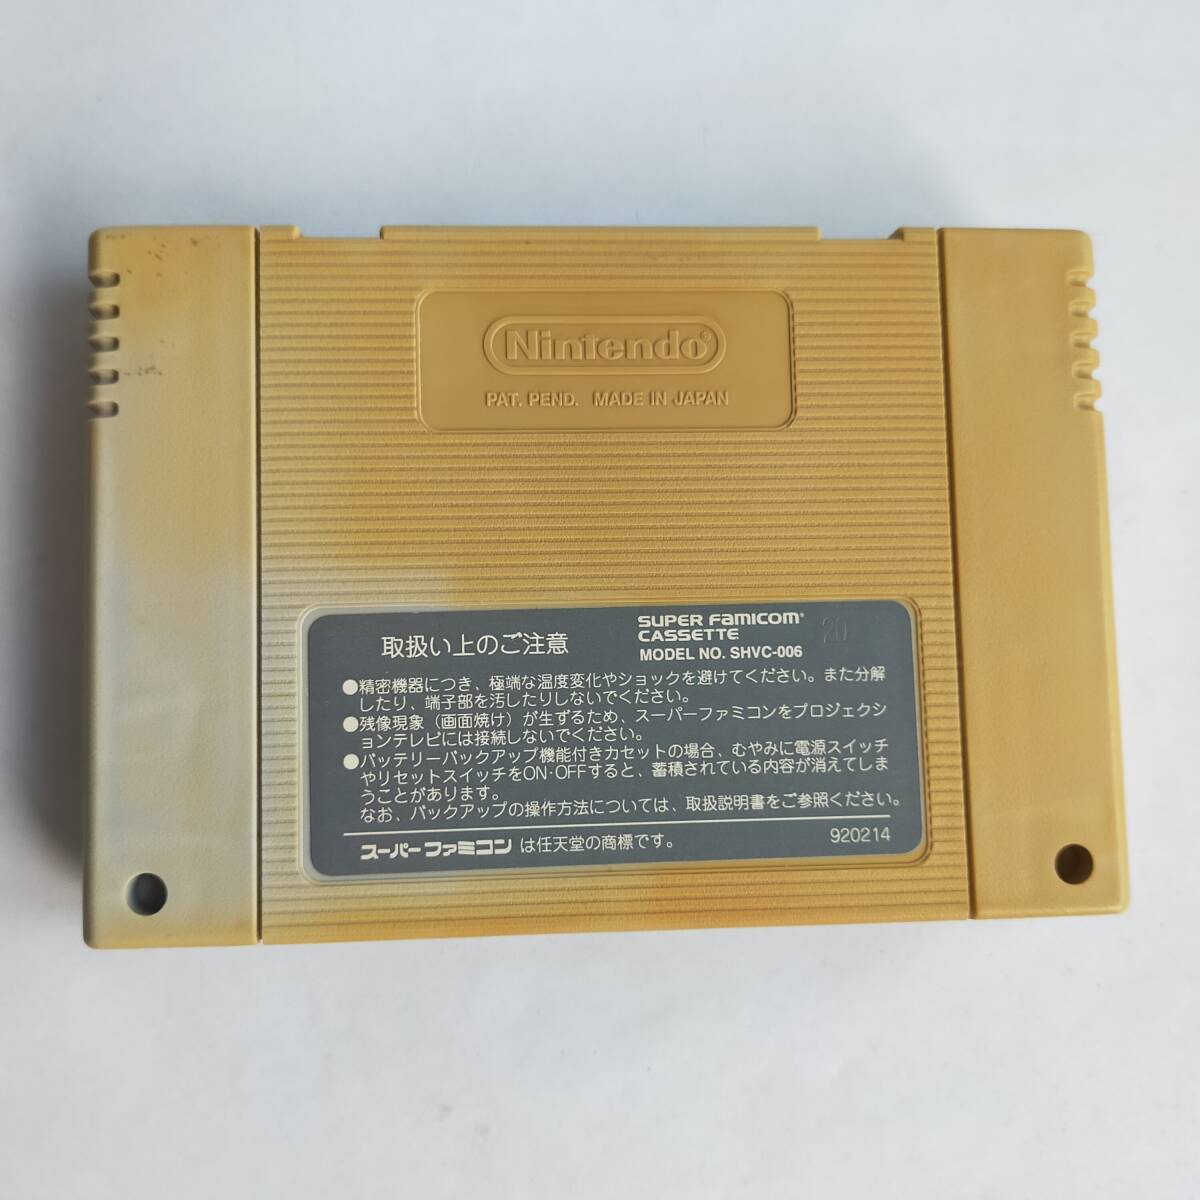 Nintendo®
PAT. PEND. MADE IN JAPAN
取扱い上のご注意
SUPER FAMICOM®
CASSETTE
MODEL NO. SHVC-006
20
●精密機器につき、極端な温度変化やショックを避けてください。また分解
したり、端子部を汚したりしないでください。
●残像現象（画面焼け）が生ずるため、スーパーファミコンをプロジェクシ
ョンテレビには接続しないでください。
●バッテリーバックアップ機能付きカセットの場合、むやみに電源スイッチ
やリセットスイッチをON·OFFすると、蓄積されている内容が消えてしま
うことがあります。
なお、バックアップの操作方法については、取扱説明書をご参照ください。
スーパーファミコン は任天堂の商標です。
920214